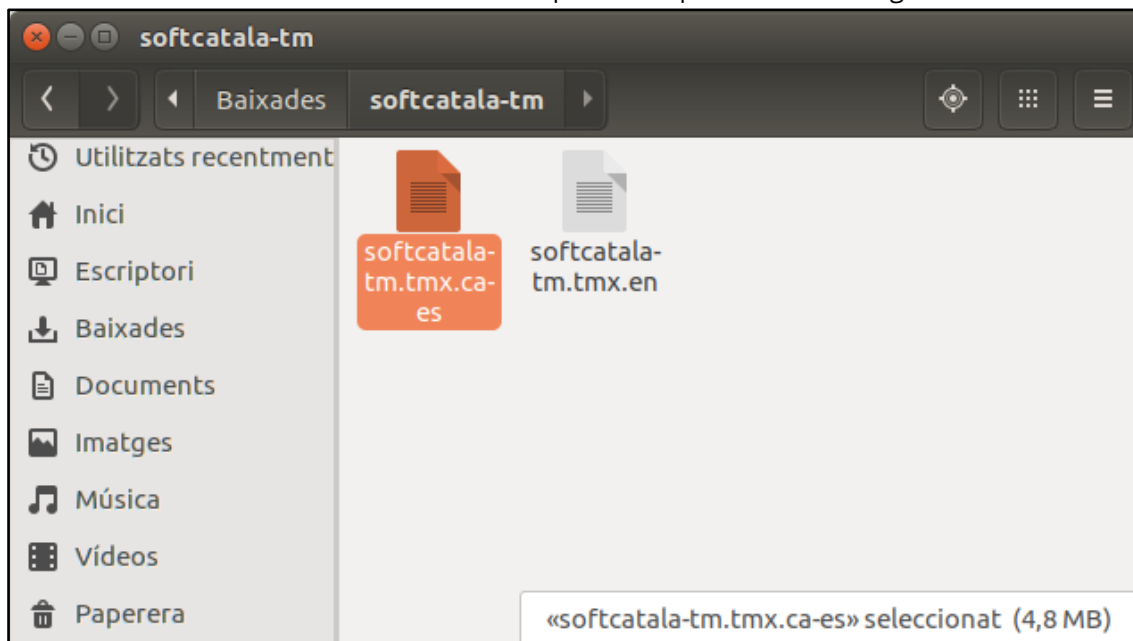 softcatala-tm
Baixades softcatala-tm
Utilitzats recentment
Inici
Escriptori
Baixades
Documents
Imatges
Música
Vídeos
Paperera
softcatala-
tm.tmx.ca-
es
softcatala-
tm.tmx.en
«softcatala-tm.tmx.ca-es» seleccionat (4,8 MB)